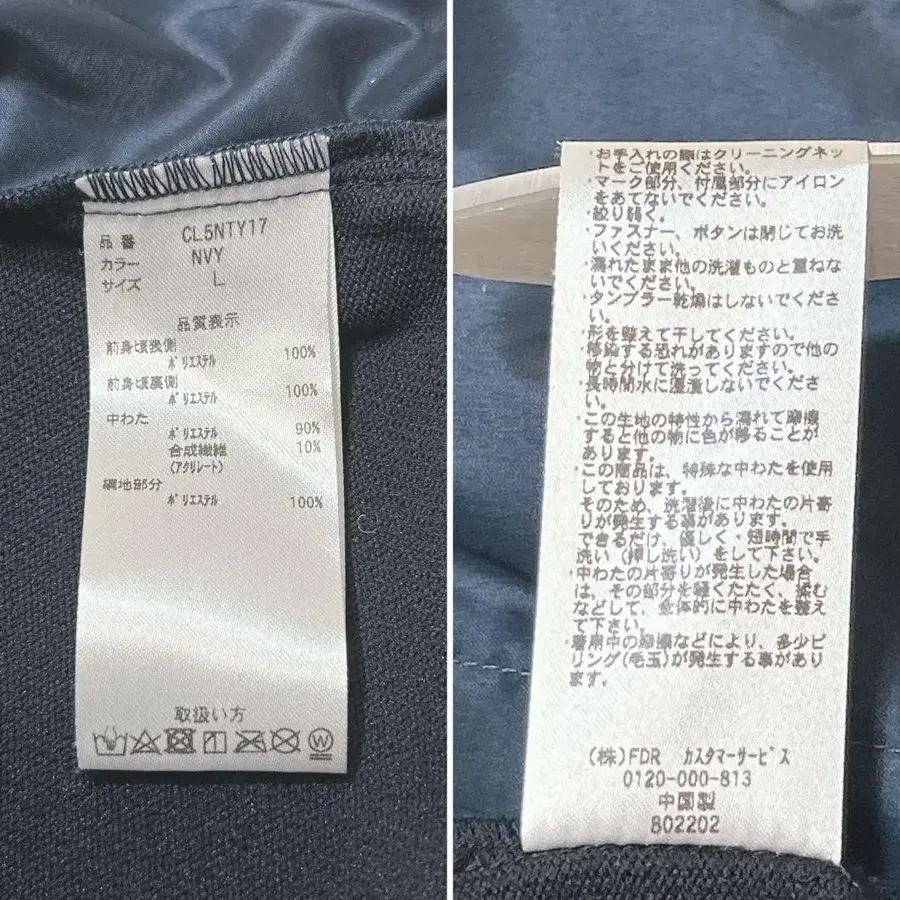 品番 CL5NTY17
カラー NVY
サイズ L
品質表示
前身頃表側
ポリエステル 100%
前身頃裏側
ポリエステル 100%
中わた
ポリエステル 90%
合成繊維 10%
(アクリレート)
編地部分
ポリエステル 100%
取扱い方
W
・お手入れの際はクリーニングネッ
トをご使用ください。
・マーク部分、付属部分にアイロン
をあてないでください。
・絞り弱く。
・ファスナー、ボタンは閉じてお洗
いください。
・濡れたまま他の洗濯ものと重ねな
いでください。
・タンブラー乾燥はしないでくださ
い。
・形を整えて干してください。
・移染する恐れがありますので他の
物と分けて洗ってください。
・長時間水に浸漬しないでくださ
い。
・この生地の特性から濡れて摩擦
すると他の物に色が移ることが
あります。
・この商品は、特殊な中わたを使用
しております。
そのため、洗濯後に中わたの片寄
りが発生する事があります。
できるだけ、優しく・短時間で手
洗い(押し洗い)をして下さい。
・中わたの片寄りが発生した場合
は、その部分を軽くたたく、揉む
などして、全体的に中わたを整え
て下さい。
・着用中の摩擦などにより、多少ピ
リング(毛玉)が発生する事があり
ます。
(株)FDR カスタマーサービス
0120-000-813
中国製
802202